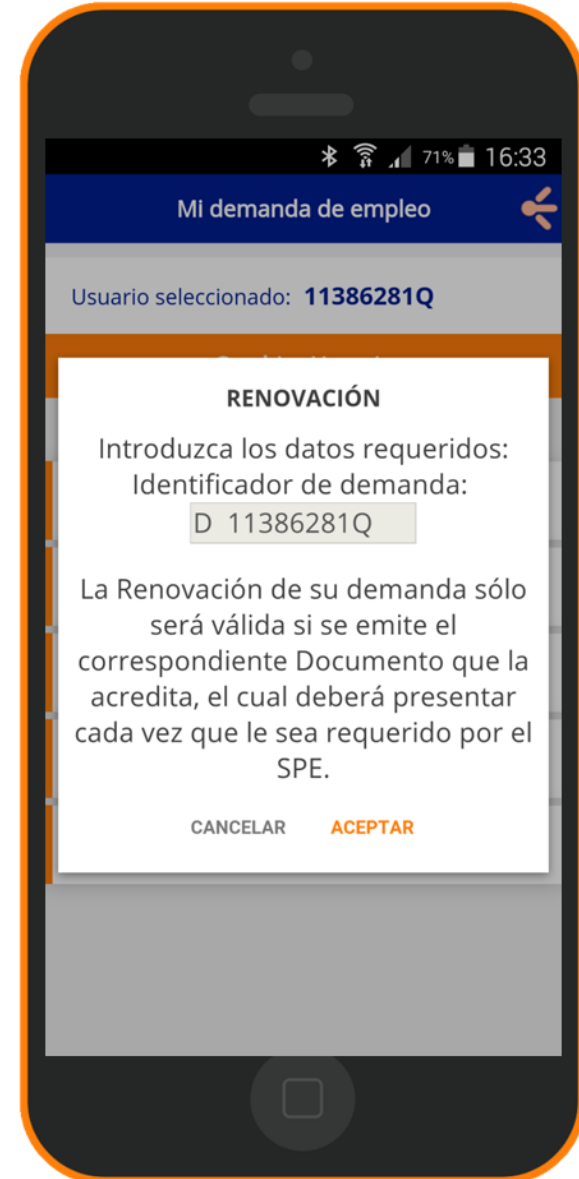 71% 16:33
Mi demanda de empleo
Usuario seleccionado: 11386281Q
RENOVACIÓN
Introduzca los datos requeridos:
Identificador de demanda:
D 11386281Q
La Renovación de su demanda sólo
será válida si se emite el
correspondiente Documento que la
acredita, el cual deberá presentar
cada vez que le sea requerido por el
SPE.
CANCELAR ACEPTAR